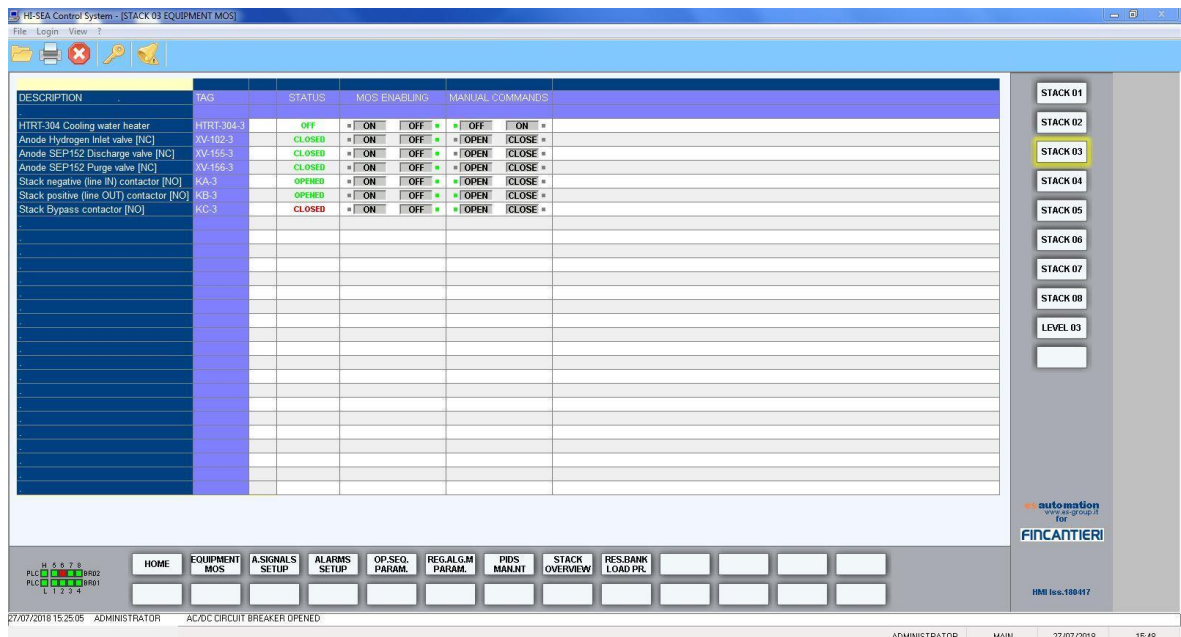 HI-SEA Control System - [STACK 03 EQUIPMENT MOS]
File Login View ?
DESCRIPTION . TAG STATUS MOS ENABLING MANUAL COMMANDS
HTRT-304 Cooling water heater HTRT-304-3 OFF ON OFF OFF ON
Anode Hydrogen Inlet valve [NC] XV-102-3 CLOSED ON OFF OPEN CLOSE
Anode SEP152 Discharge valve [NC] XV-155-3 CLOSED ON OFF OPEN CLOSE
Anode SEP152 Purge valve [NC] XV-156-3 CLOSED ON OFF OPEN CLOSE
Stack negative (line IN) contactor [NO] KA-3 OPENED ON OFF OPEN CLOSE
Stack positive (line OUT) contactor [NO] KB-3 OPENED ON OFF OPEN CLOSE
Stack Bypass contactor [NO] KC-3 CLOSED ON OFF OPEN CLOSE
STACK 01
STACK 02
STACK 03
STACK 04
STACK 05
STACK 06
STACK 07
STACK 08
LEVEL 03
es automation
www.es-group.it
for
FINCANTIERI
HMI Iss.180417
H 5 6 7 8
PLC BR02
PLC BR01
L 1 2 3 4
HOME
EQUIPMENT
MOS
A.SIGNALS
SETUP
ALARMS
SETUP
OP.SEQ.
PARAM.
REG.ALG.M
PARAM.
PIDS
MAN.NT
STACK
OVERVIEW
RES.BANK
LOAD PR.
27/07/2018 15:25:05 ADMINISTRATOR AC/DC CIRCUIT BREAKER OPENED
ADMINISTRATOR MAIN 27/07/2018 15:48